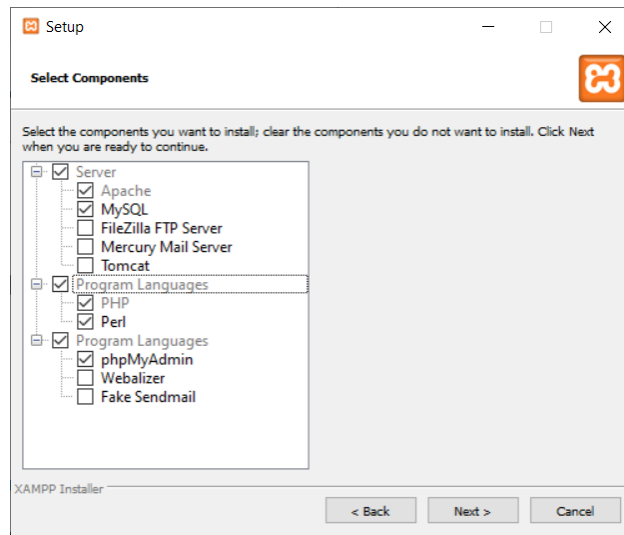 Setup
Select Components
Select the components you want to install; clear the components you do not want to install. Click Next
when you are ready to continue.
Server
Apache
MySQL
FileZilla FTP Server
Mercury Mail Server
Tomcat
Program Languages
PHP
Perl
Program Languages
phpMyAdmin
Webalizer
Fake Sendmail
XAMPP Installer
< Back Next > Cancel